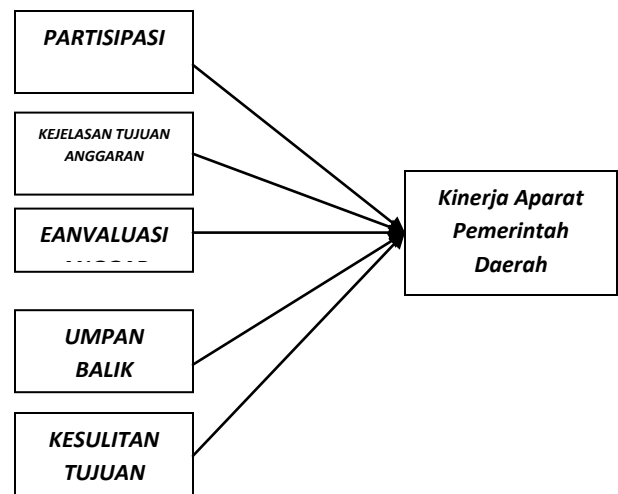 PARTISIPASI
KEJELASAN TUJUAN
ANGGARAN
EANVALUASI
UMPAN
BALIK
KESULITAN
TUJUAN
Kinerja Aparat
Pemerintah
Daerah